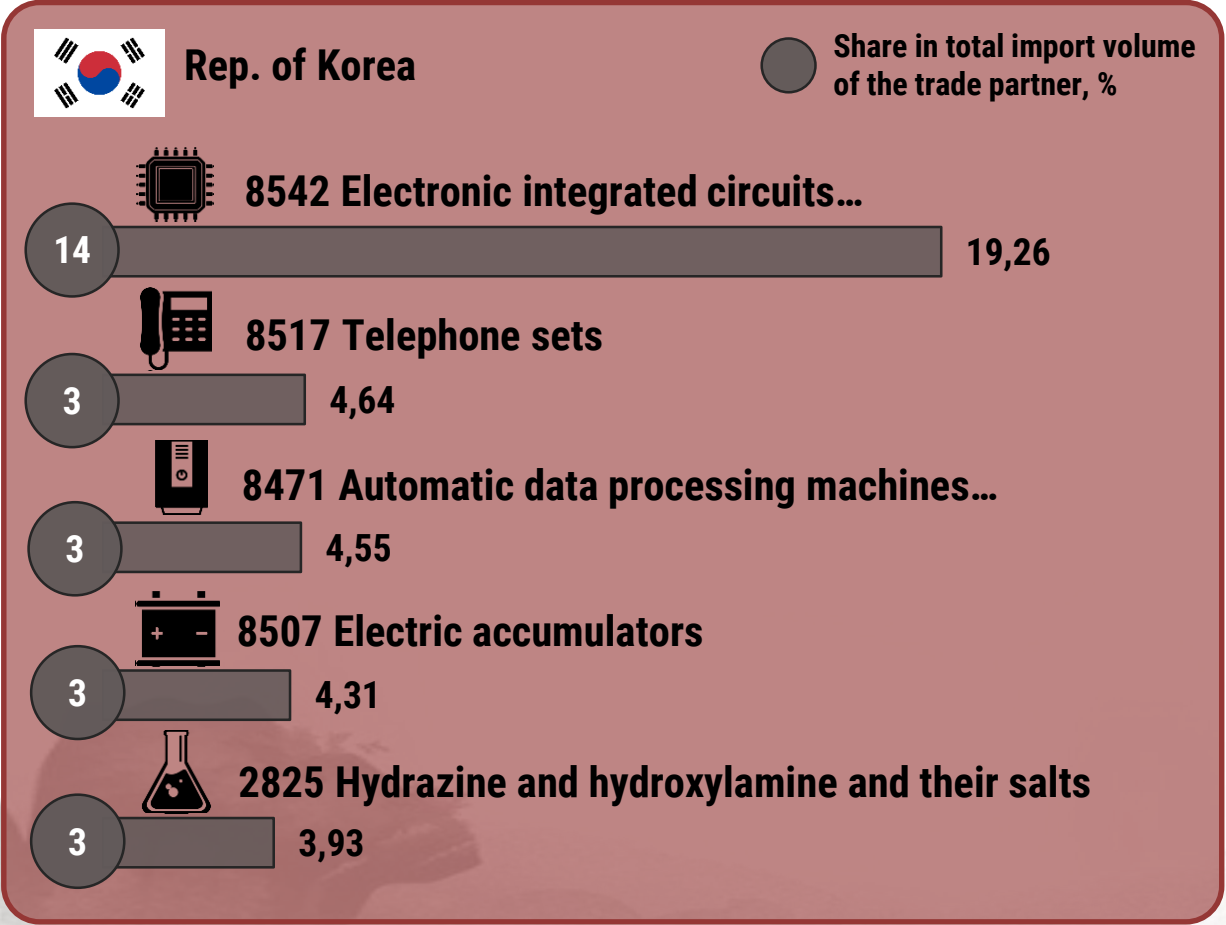 Rep. of Korea
Share in total import volume
of the trade partner, %
8542 Electronic integrated circuits…
14
19,26
8517 Telephone sets
3
4,64
8471 Automatic data processing machines…
3
4,55
8507 Electric accumulators
3
4,31
2825 Hydrazine and hydroxylamine and their salts
3
3,93